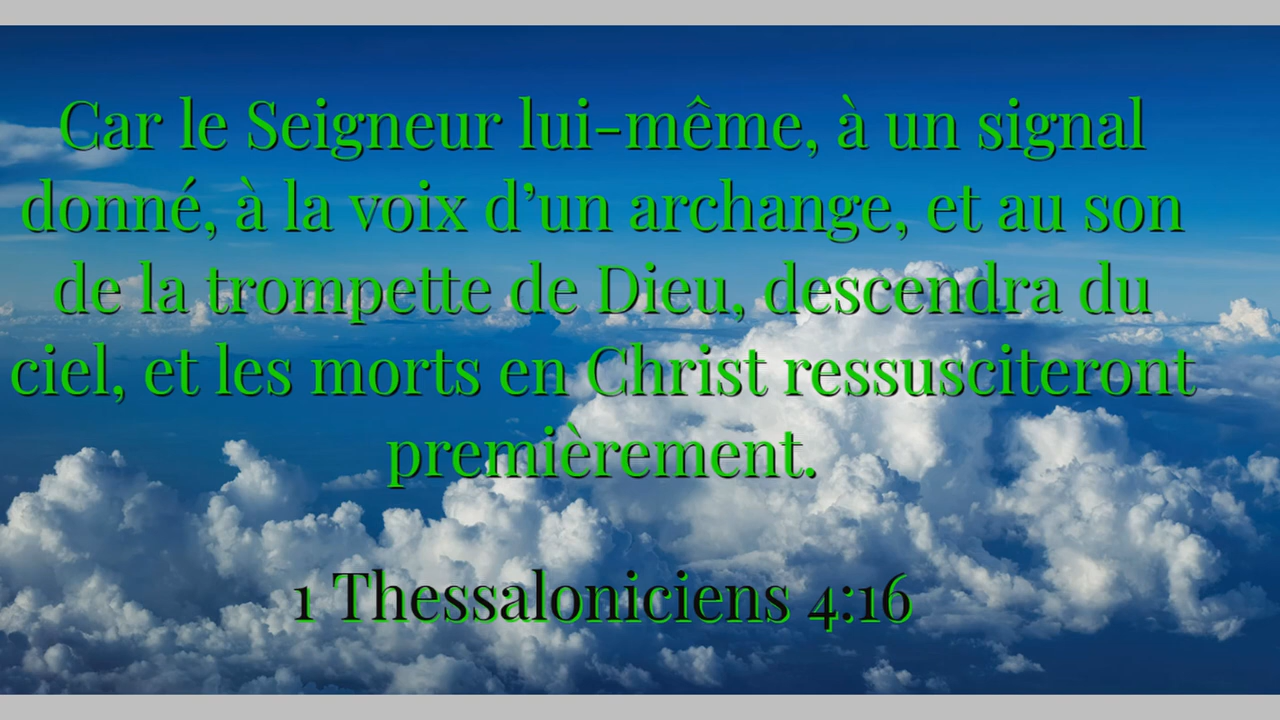 Car le Seigneur lui-même, à un signal
donné, à la voix d’un archange, et au son
de la trompette de Dieu, descendra du
ciel, et les morts en Christ ressusciteront
premièrement.
1 Thessaloniciens 4:16